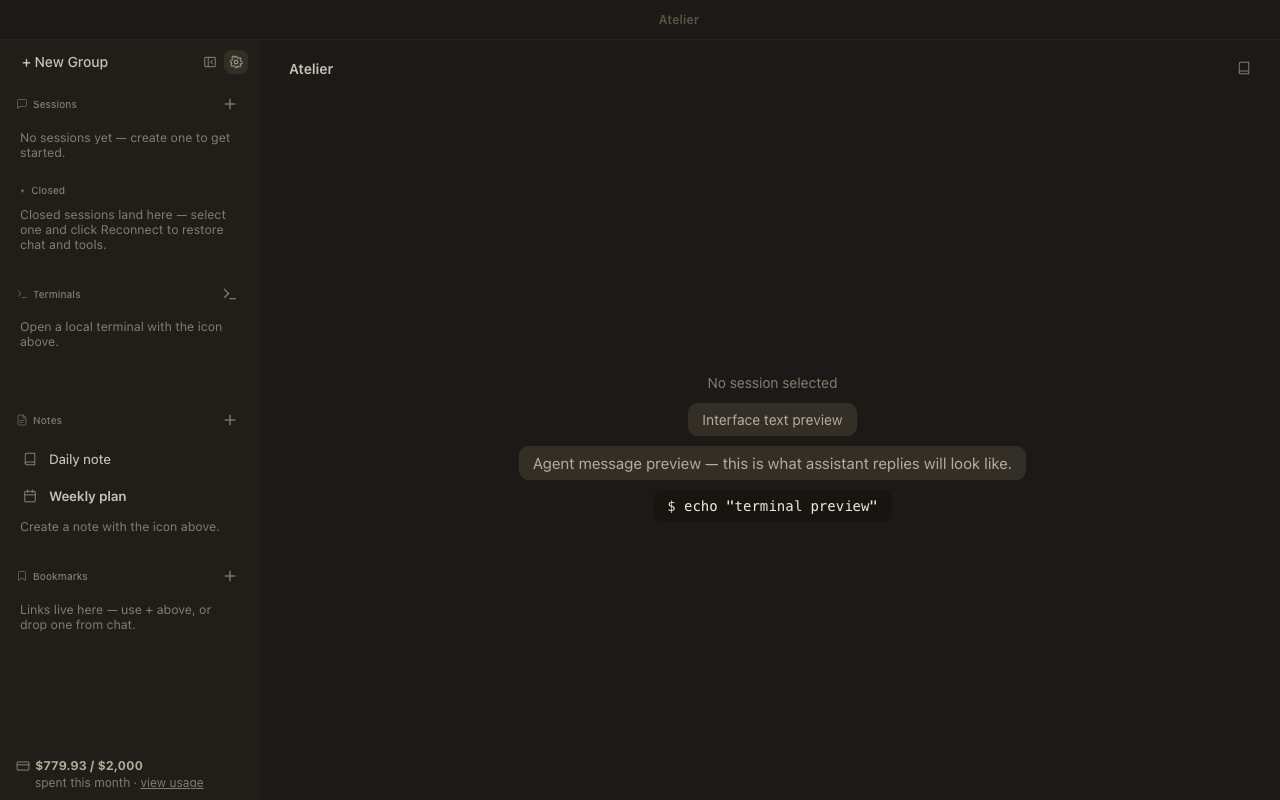 Atelier
+ New Group
Sessions
No sessions yet — create one to get
started.
Closed
Closed sessions land here — select
one and click Reconnect to restore
chat and tools.
Terminals
Open a local terminal with the icon
above.
Notes
Daily note
Weekly plan
Create a note with the icon above.
Bookmarks
Links live here — use + above, or
drop one from chat.
$779.93 / $2,000
spent this month · view usage
Atelier
No session selected
Interface text preview
Agent message preview — this is what assistant replies will look like.
$ echo "terminal preview"